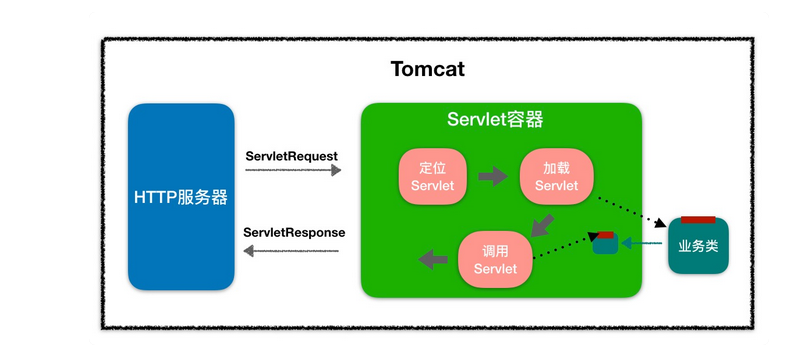 Tomcat
Servlet容器
ServletRequest
定位
Servlet
加载
Servlet
HTTP服务器
ServletResponse
调用
Servlet
业务类